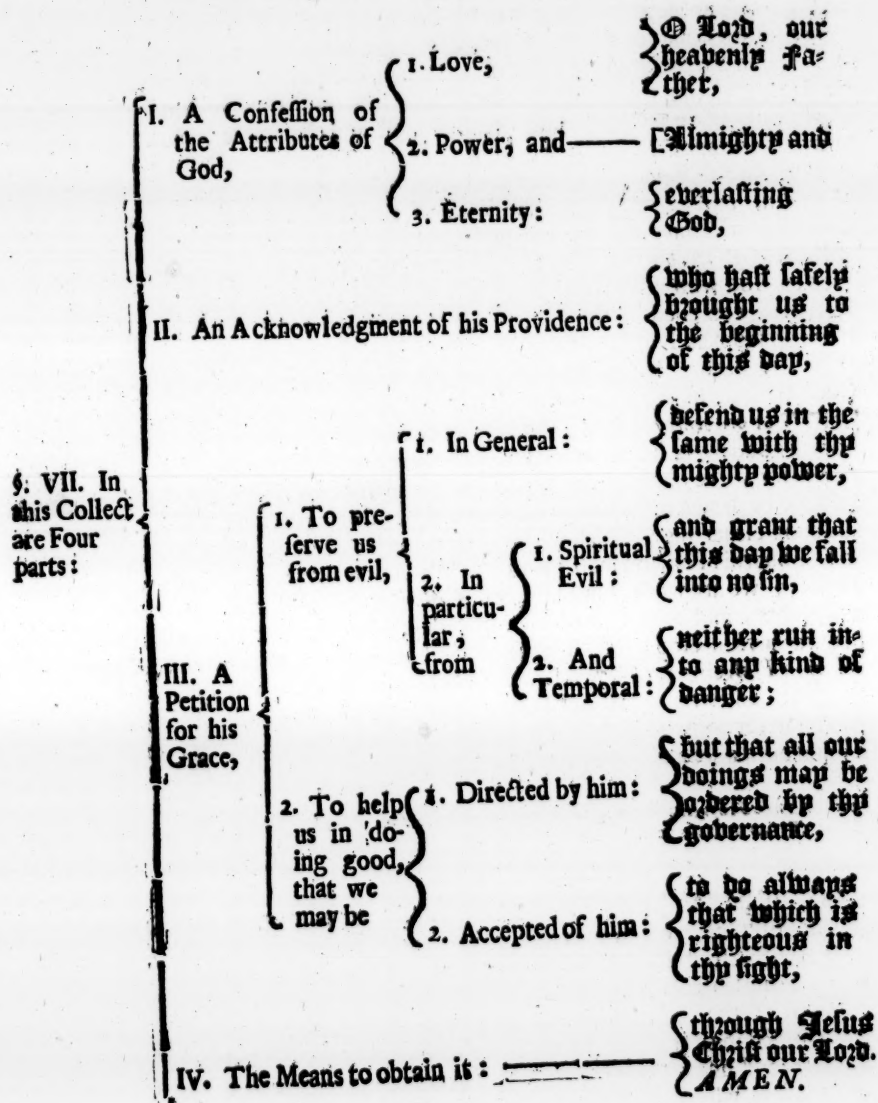 §. VII. In
this Collect
are Four
parts:
I. A Confeſſion of
the Attributes of
God,
1. Love,
O Lord, our
heavenly Fa-
ther,
2. Power, and
[Almighty and
3. Eternity:
everlaſting
God,
II. An Acknowledgment of his Providence:
who haſt ſafely
brought us to
the beginning
of this day,
III. A
Petition
for his
Grace,
1. To pre-
ſerve us
from evil,
1. In General:
defend us in the
ſame with thy
mighty power,
2. In
particu-
lar,
from
1. Spiritual
Evil:
and grant that
this day we fall
into no ſin,
2. And
Temporal:
neither run in-
to any kind of
danger;
2. To help
us in do-
ing good,
that we
may be
1. Directed by him:
but that all our
doings may be
ordered by thy
governance,
2. Accepted of him:
to do always
that which is
righteous in
thy ſight,
IV. The Means to obtain it:
through Jeſus
Chriſt our Lord.
AMEN.